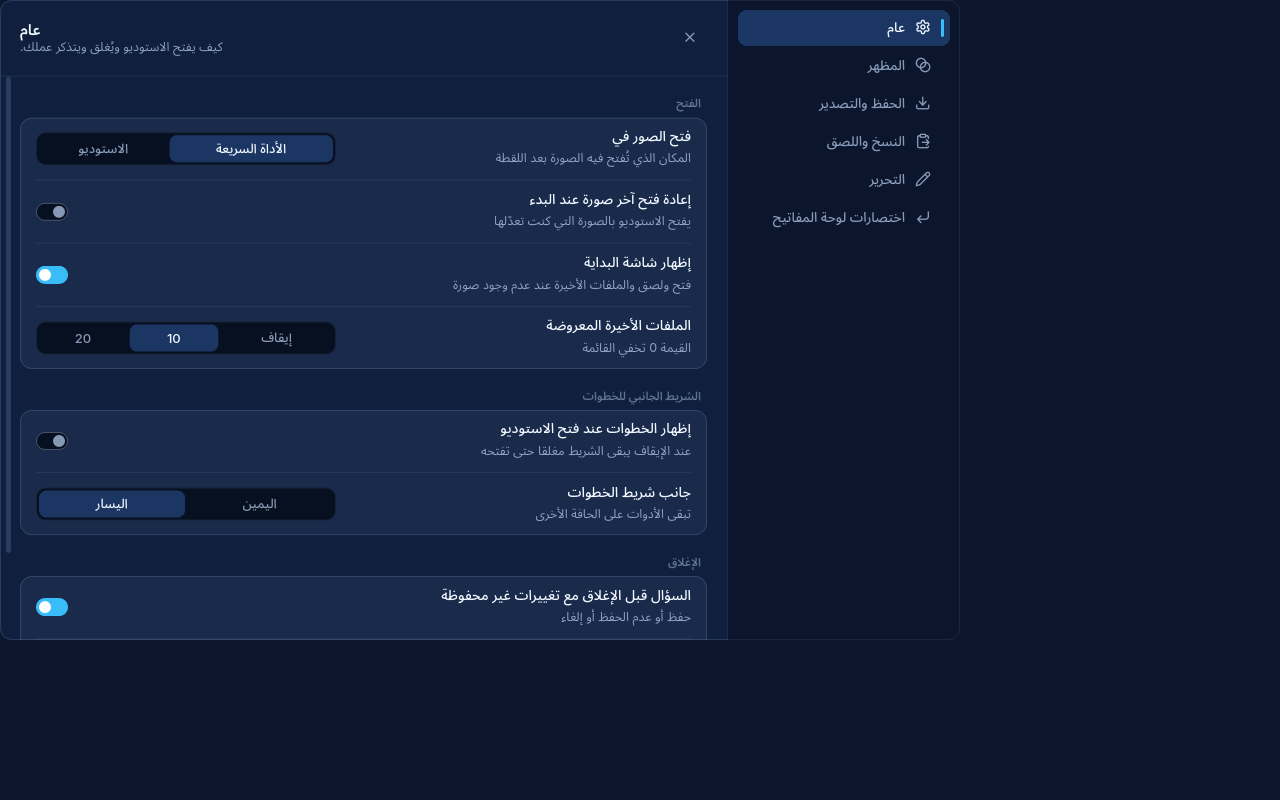 عام
المظهر
الحفظ والتصدير
النسخ واللصق
التحرير
اختصارات لوحة المفاتيح
عام
كيف يفتح الاستوديو ويُغلق ويتذكر عملك.
الفتح
فتح الصور في
المكان الذي تُفتح فيه الصورة بعد اللقطة
الأداة السريعة
الاستوديو
إعادة فتح آخر صورة عند البدء
يفتح الاستوديو بالصورة التي كنت تعدّلها
إظهار شاشة البداية
فتح ولصق والملفات الأخيرة عند عدم وجود صورة
الملفات الأخيرة المعروضة
القيمة 0 تخفي القائمة
إيقاف
10
20
الشريط الجانبي للخطوات
إظهار الخطوات عند فتح الاستوديو
عند الإيقاف يبقى الشريط مغلقا حتى تفتحه
جانب شريط الخطوات
تبقى الأدوات على الحافة الأخرى
اليمين
اليسار
الإغلاق
السؤال قبل الإغلاق مع تغييرات غير محفوظة
حفظ أو عدم الحفظ أو إلغاء